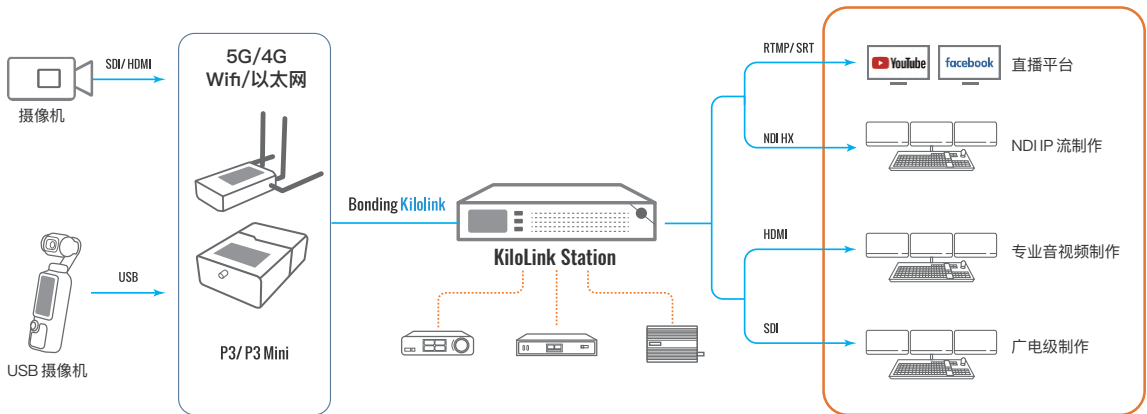 SDI/ HDMI
摄像机
USB
USB 摄像机
5G/4G
Wifi/以太网
P3/ P3 Mini
Bonding Kilolink
KiloLink Station
RTMP/ SRT
YouTube
facebook
直播平台
NDI HX
NDI IP 流制作
HDMI
专业音视频制作
SDI
广电级制作